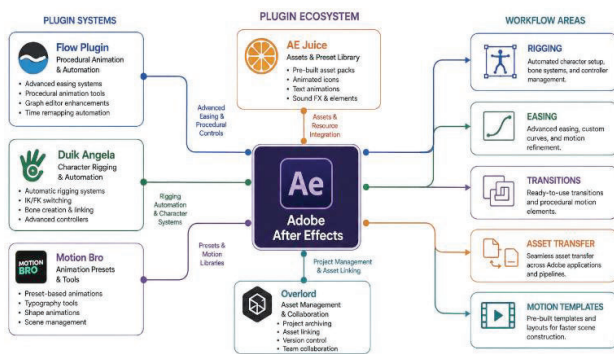 PLUGIN SYSTEMS
Flow Plugin
Procedural Animation
& Automation
• Advanced easing systems
• Procedural animation tools
• Graph editor enhancements
• Time remapping automation
Duik Angela
Character Rigging
& Automation
• Automatic rigging systems
• IK/FK switching
• Bone creation & linking
• Advanced controllers
MOTION
BRO
Motion Bro
Animation Presets
& Tools
• Preset-based animations
• Typography tools
• Shape animations
• Scene management
Advanced
Easing &
Procedural
Controls
Rigging
Automation
& Character
Systems
Presets &
Motion
Libraries
PLUGIN ECOSYSTEM
AE Juice
Assets & Preset Library
• Pre-built asset packs
• Animated icons
• Text animations
• Sound FX & elements
Assets &
Resource
Integration
Ae
Adobe
After Effects
Project Management
& Asset Linking
Overlord
Asset Management
& Collaboration
• Project archiving
• Asset linking
• Version control
• Team collaboration
WORKFLOW AREAS
RIGGING
Automated character setup,
bone systems, and
controller management.
EASING
Advanced easing, custom
curves, and motion
refinement.
TRANSITIONS
Ready-to-use transitions
and procedural motion
elements.
ASSET TRANSFER
Seamless asset transfer
across Adobe applications
and pipelines.
MOTION TEMPLATES
Pre-built templates and
layouts for faster scene
construction.